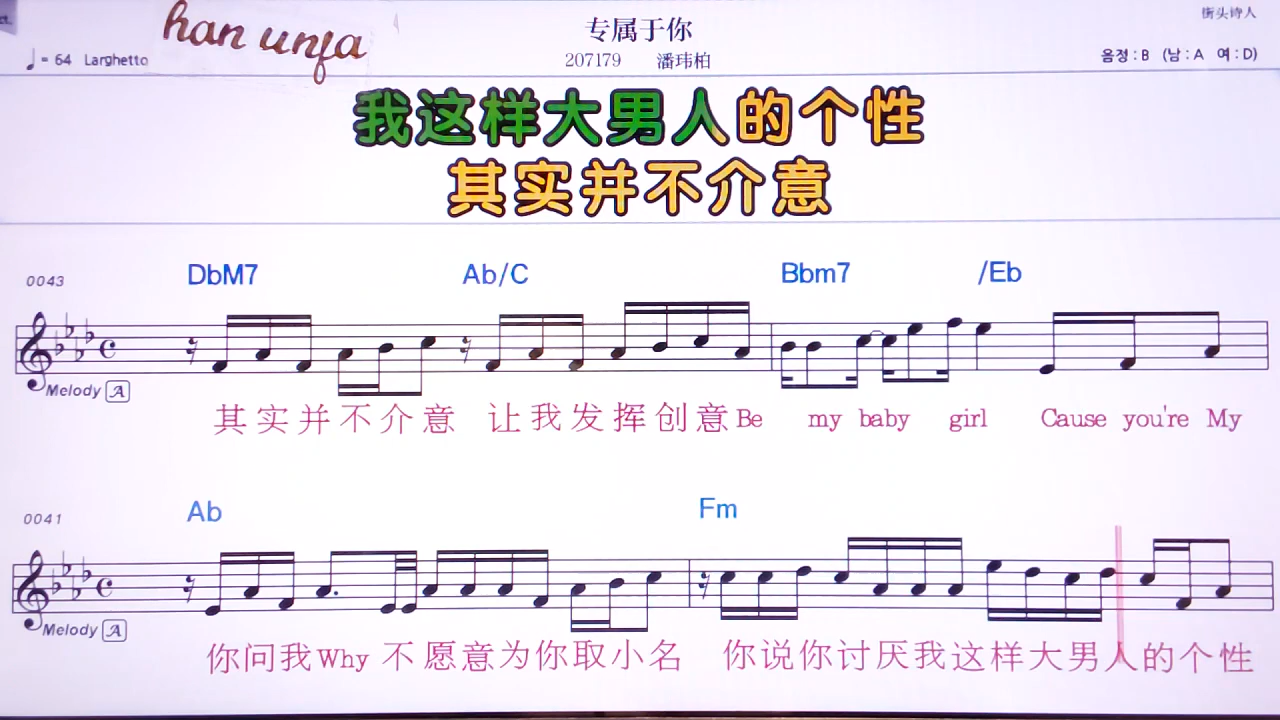 ct.
han unja
专属于你
街头诗人
♩= 64 Larghetto
207179 潘玮柏
음정 : B (남 : A 여 : D)
我这样大男人的个性
其实并不介意
0043
DbM7 Ab/C Bbm7 /Eb
Melody A
其实并不介意 让我发挥创意 Be my baby girl Cause you're My
0041
Ab Fm
Melody A
你问我Why 不愿意为你取小名 你说你讨厌我这样大男人的个性